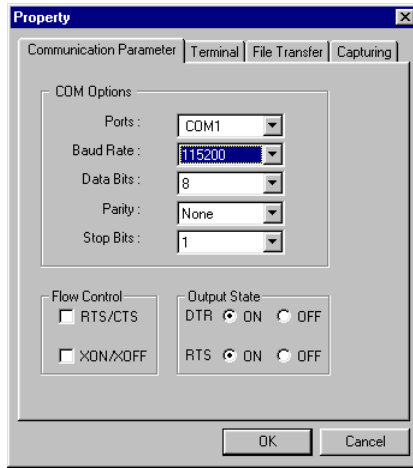 Property
Communication Parameter Terminal File Transfer Capturing
COM Options
Ports : COM1
Baud Rate : 115200
Data Bits : 8
Parity : None
Stop Bits : 1
Flow Control
RTS/CTS
XON/XOFF
Output State
DTR ON OFF
RTS ON OFF
OK Cancel